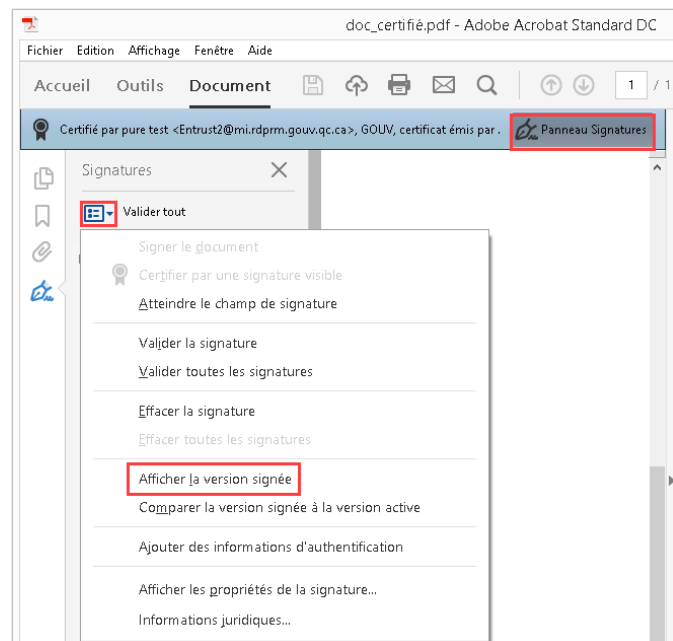 doc_certifié.pdf - Adobe Acrobat Standard DC
Fichier Edition Affichage Fenêtre Aide
Accueil Outils Document 1 / 1
Certifié par pure test <Entrust2@mi.rdprm.gouv.qc.ca>, GOUV, certificat émis par . Panneau Signatures
Signatures
Valider tout
Signer le document
Certifier par une signature visible
Atteindre le champ de signature
Valider la signature
Valider toutes les signatures
Effacer la signature
Effacer toutes les signatures
Afficher la version signée
Comparer la version signée à la version active
Ajouter des informations d'authentification
Afficher les propriétés de la signature...
Informations juridiques...